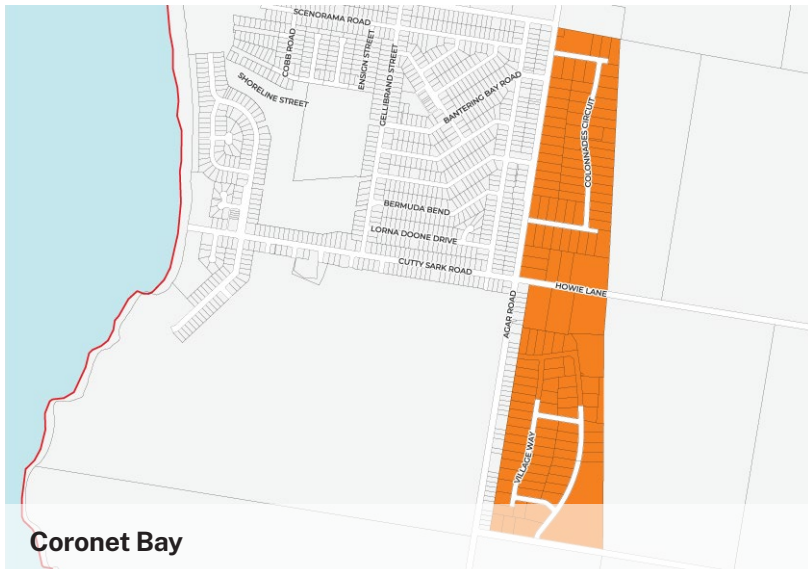 SCENORAMA ROAD
COBB ROAD
ENSIGN STREET
GELLIBRAND STREET
SHORELINE STREET
BANTERING BAY ROAD
COLONNADES CIRCUIT
BERMUDA BEND
LORNA DOONE DRIVE
CUTTY SARK ROAD
HOWIE LANE
AGAR ROAD
VILLAGE WAY
Coronet Bay